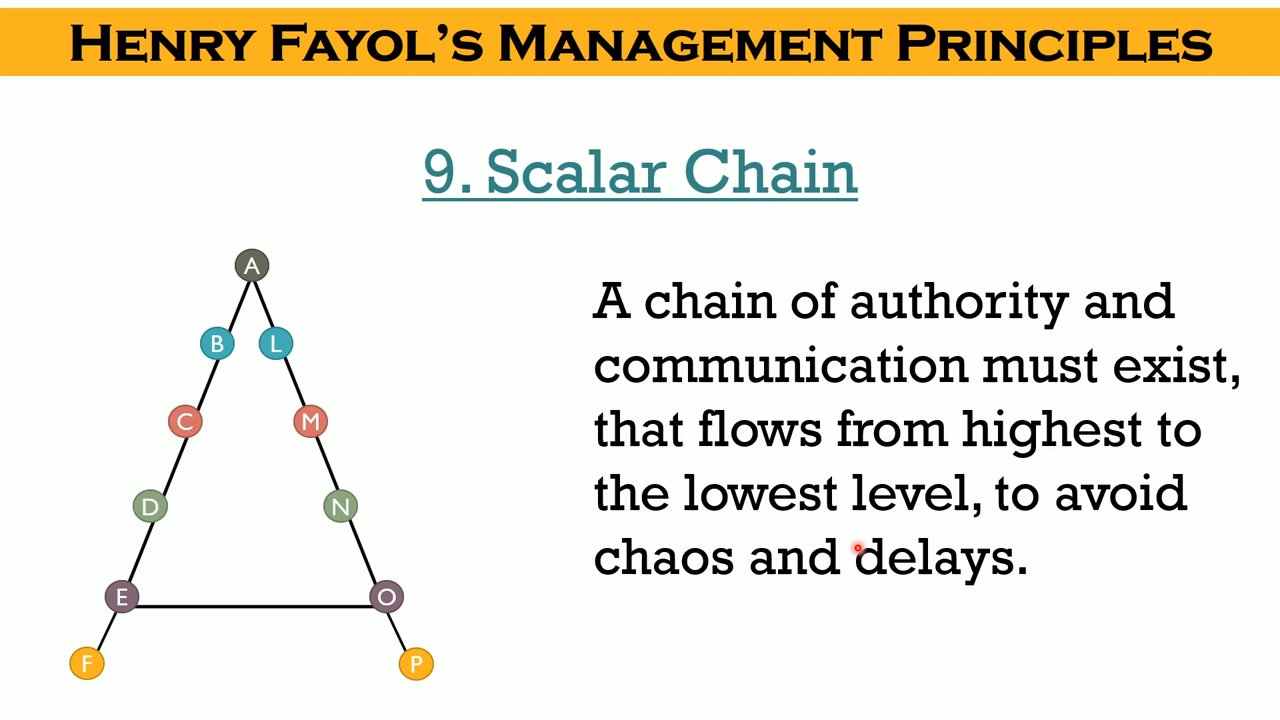 HENRY FAYOL'S MANAGEMENT PRINCIPLES
9. Scalar Chain
A
B L
C M
D N
E O
F P
A chain of authority and
communication must exist,
that flows from highest to
the lowest level, to avoid
chaos and delays.